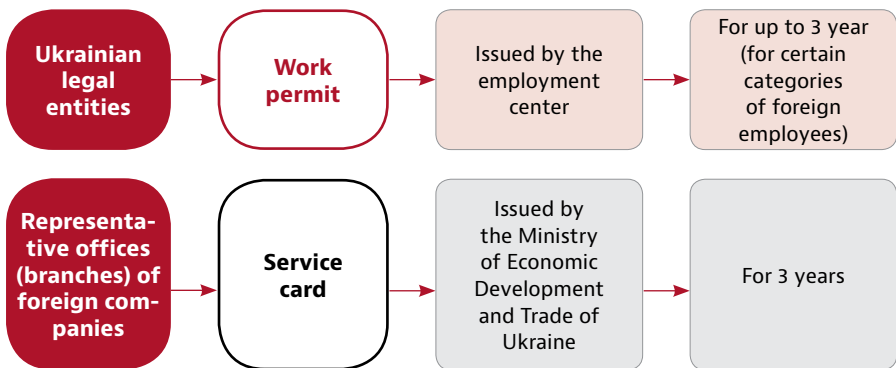 Ukrainian
legal
entities
Work
permit
Issued by the
employment
center
For up to 3 year
(for certain
categories
of foreign
employees)
Representa-
tive offices
(branches) of
foreign com-
panies
Service
card
Issued by
the Ministry
of Economic
Development
and Trade of
Ukraine
For 3 years